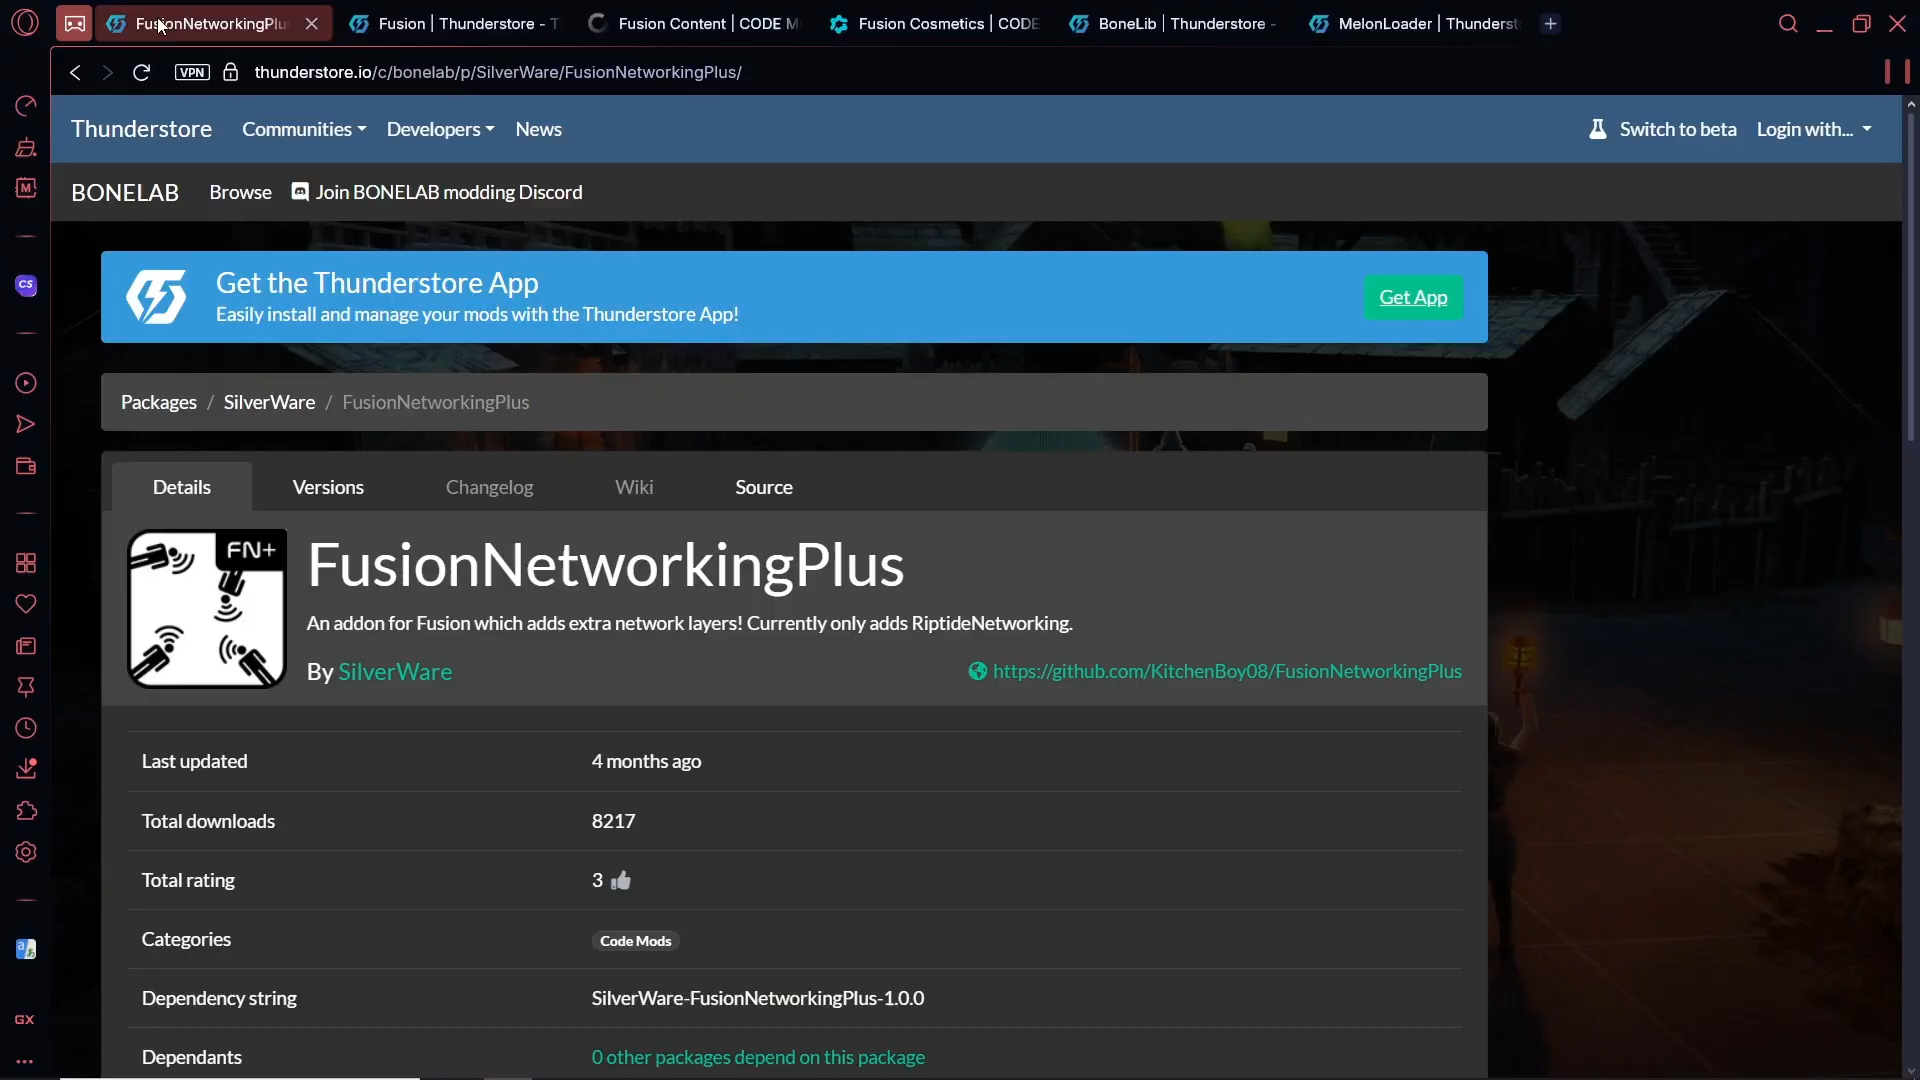 FusionNetworkingPlu
Fusion | Thunderstore - T
Fusion Content | CODE M
Fusion Cosmetics | CODE
BoneLib | Thunderstore -
MelonLoader | Thunderst
VPN
thunderstore.io/c/bonelab/p/SilverWare/FusionNetworkingPlus/
Thunderstore
Communities
Developers
News
Switch to beta
Login with...
BONELAB
Browse
Join BONELAB modding Discord
M
CS
Get the Thunderstore App
Easily install and manage your mods with the Thunderstore App!
Get App
Packages / SilverWare / FusionNetworkingPlus
Details
Versions
Changelog
Wiki
Source
FN+
FusionNetworkingPlus
An addon for Fusion which adds extra network layers! Currently only adds RiptideNetworking.
By SilverWare
https://github.com/KitchenBoy08/FusionNetworkingPlus
Last updated
4 months ago
Total downloads
8217
Total rating
3
Categories
Code Mods
Dependency string
SilverWare-FusionNetworkingPlus-1.0.0
Dependants
0 other packages depend on this package
GX